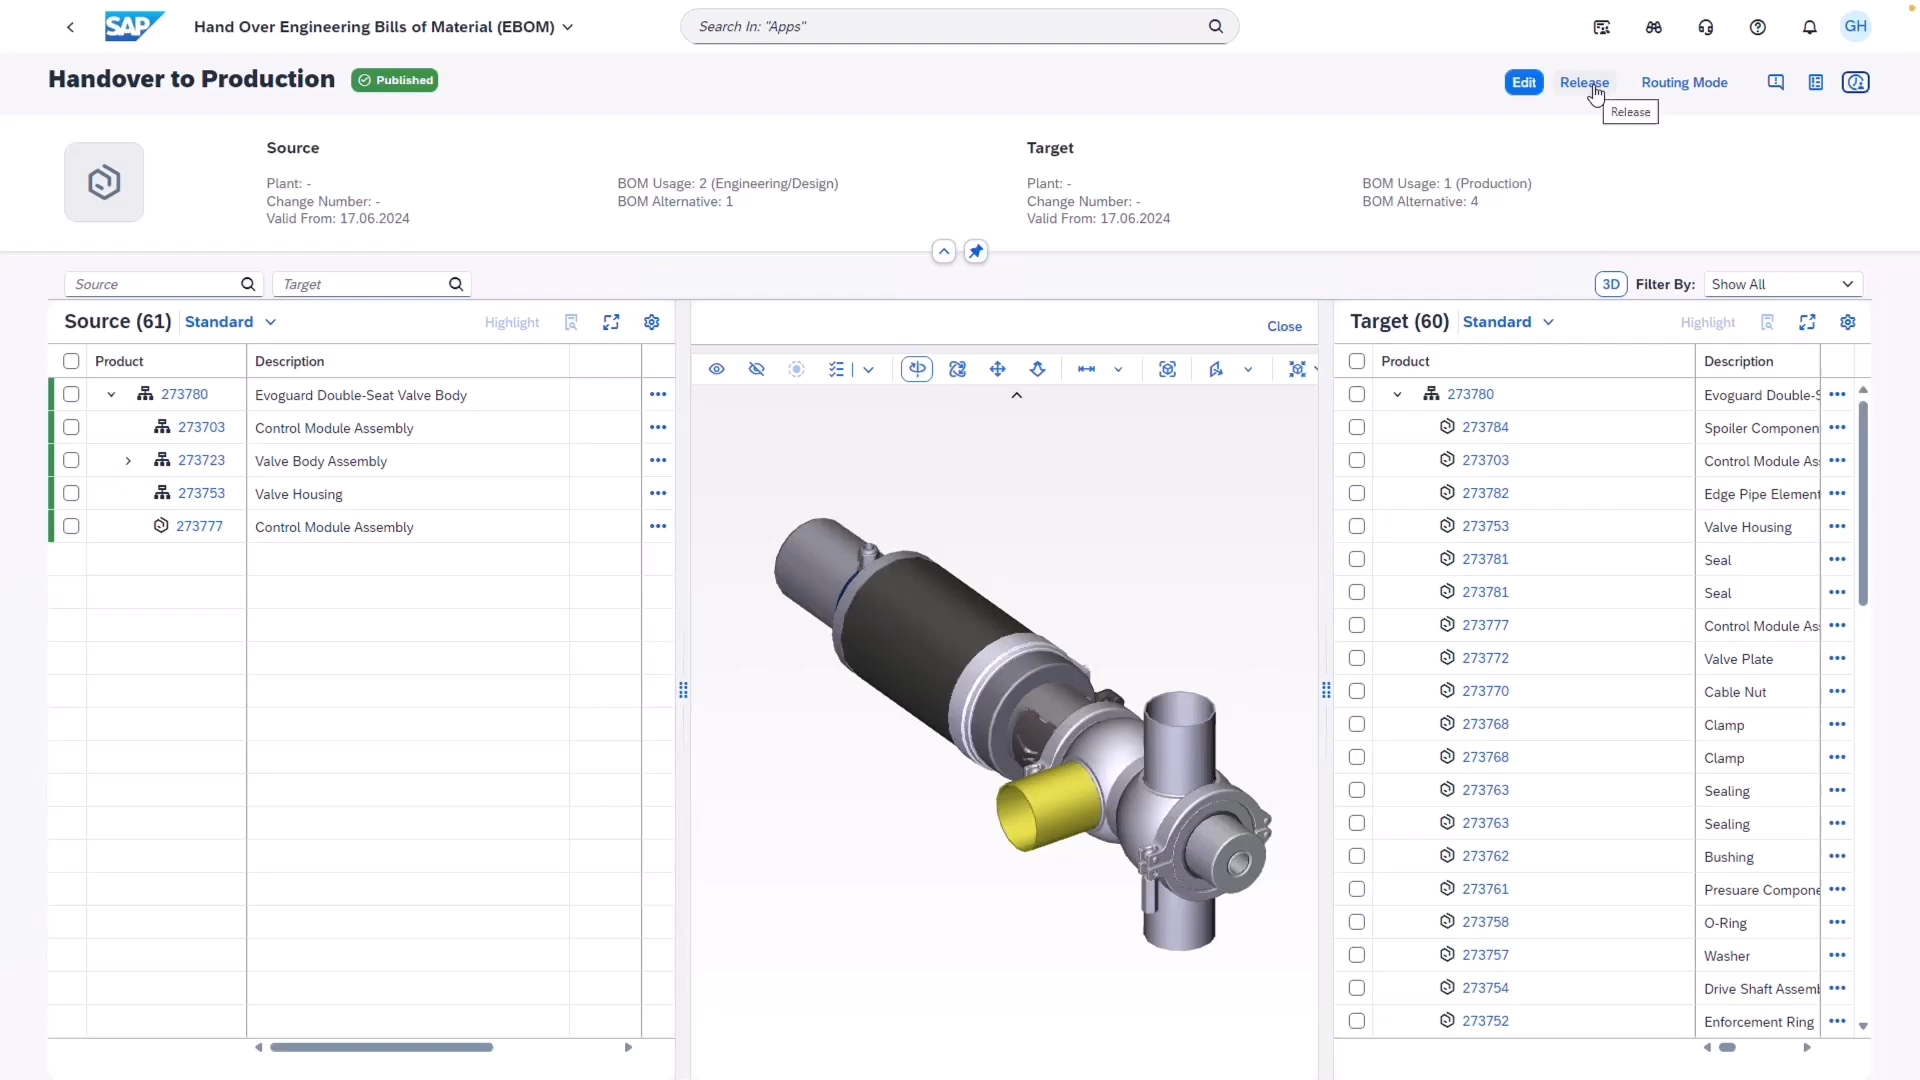 SAP
Hand Over Engineering Bills of Material (EBOM)
Search In: "Apps"
GH
Handover to Production
Published
Edit
Release
Routing Mode
Release
Source
Plant: -
Change Number: -
Valid From: 17.06.2024
BOM Usage: 2 (Engineering/Design)
BOM Alternative: 1
Target
Plant: -
Change Number: -
Valid From: 17.06.2024
BOM Usage: 1 (Production)
BOM Alternative: 4
Source
Target
3D
Filter By:
Show All
Source (61)
Standard
Highlight
Product
Description
273780
Evoguard Double-Seat Valve Body
273703
Control Module Assembly
273723
Valve Body Assembly
273753
Valve Housing
273777
Control Module Assembly
Close
Target (60)
Standard
Highlight
Product
Description
273780
Evoguard Double-S
273784
Spoiler Componen
273703
Control Module As
273782
Edge Pipe Element
273753
Valve Housing
273781
Seal
273781
Seal
273777
Control Module As
273772
Valve Plate
273770
Cable Nut
273768
Clamp
273768
Clamp
273763
Sealing
273763
Sealing
273762
Bushing
273761
Presuare Compone
273758
O-Ring
273757
Washer
273754
Drive Shaft Assemb
273752
Enforcement Ring